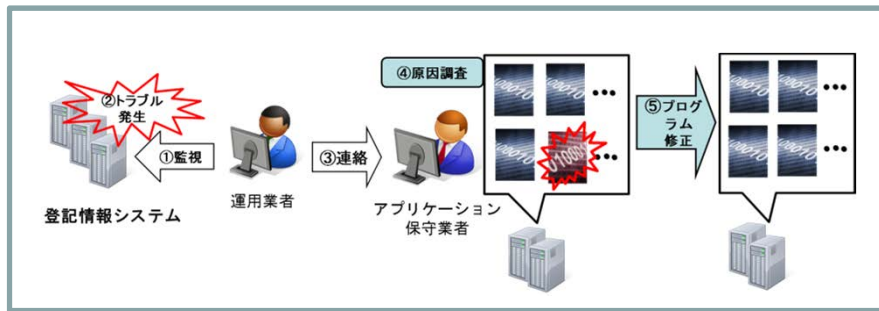 ②トラブル
発生
①監視
登記情報システム
運用業者
③連絡
④原因調査
アプリケーション
保守業者
⑤プログ
ラム
修正